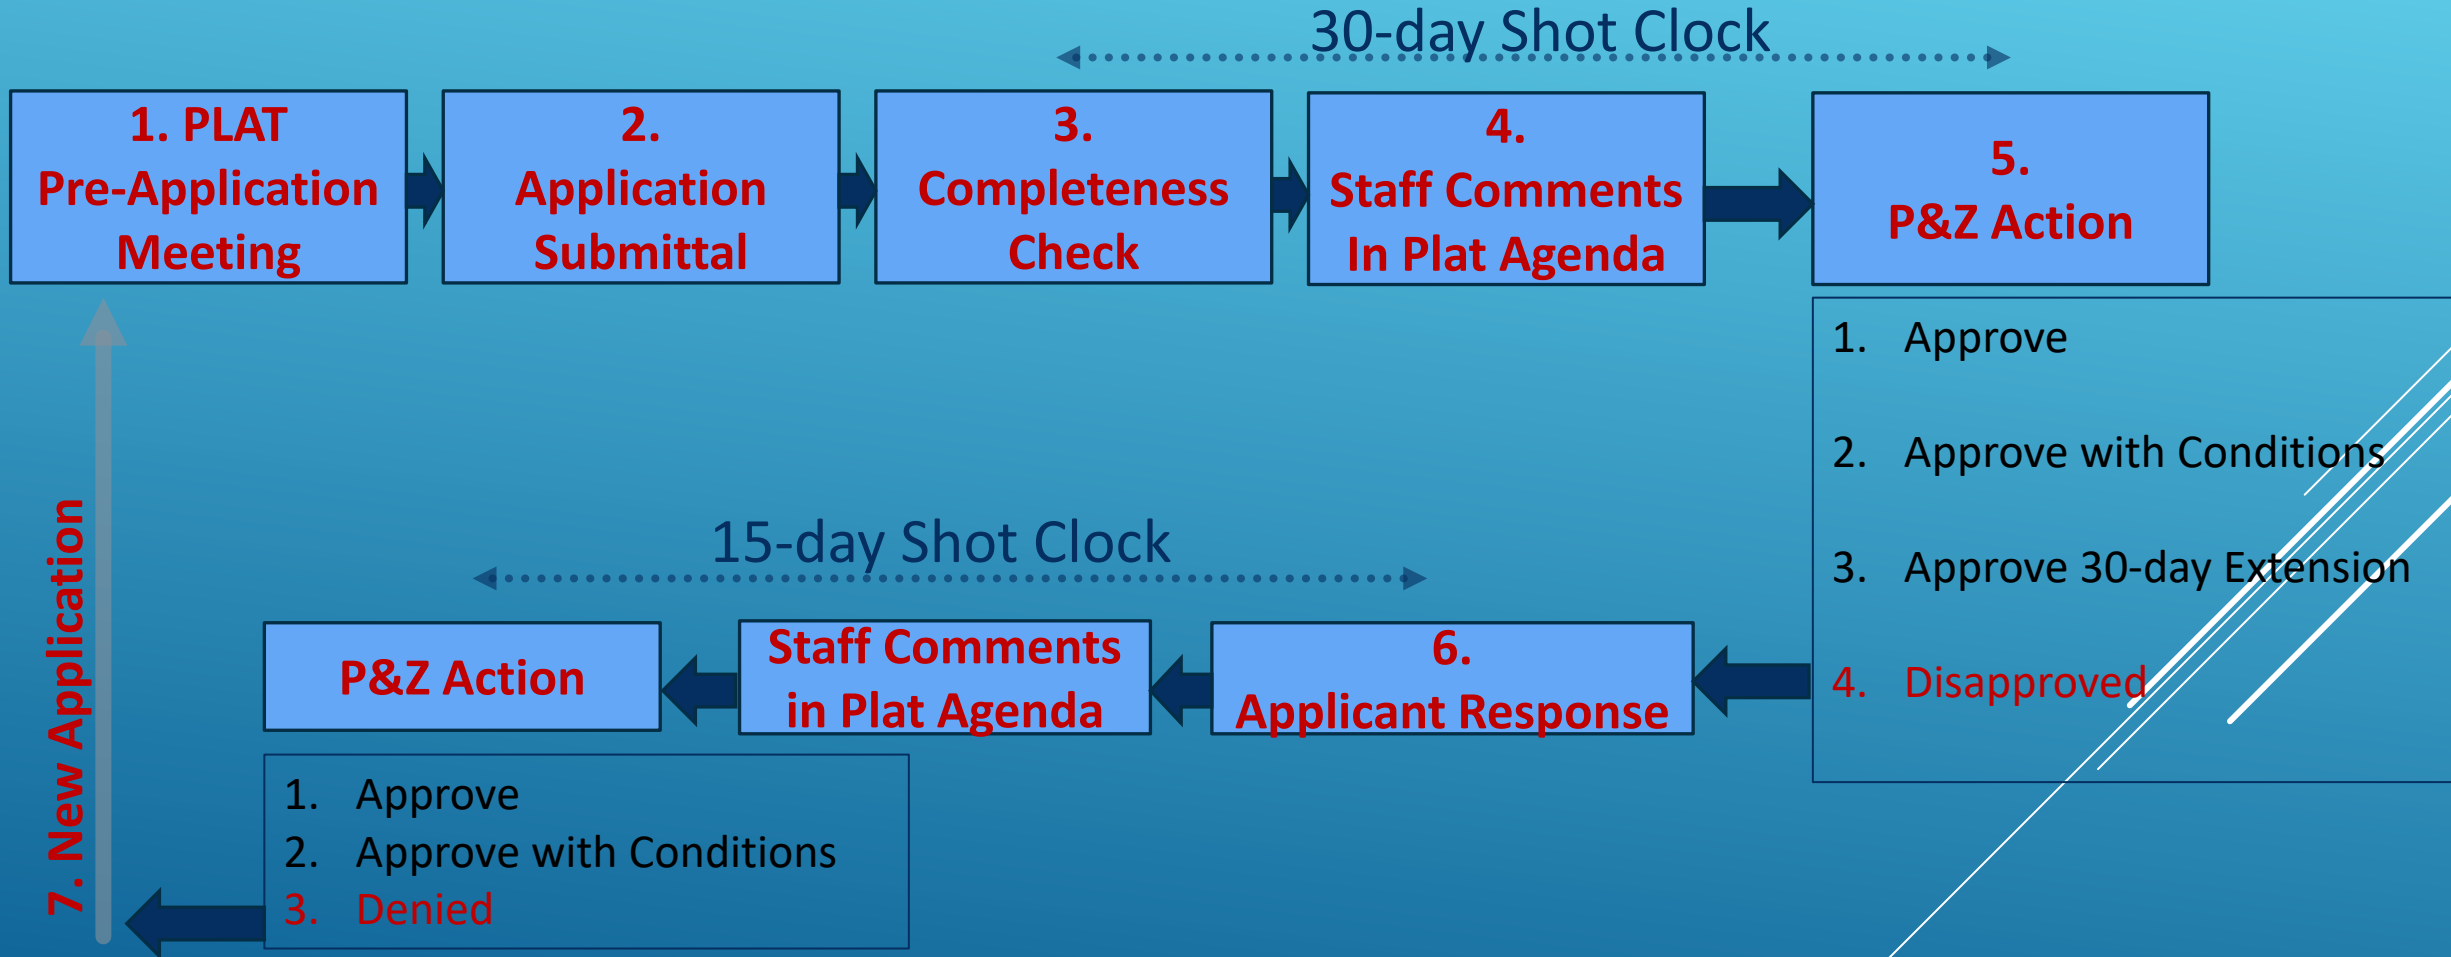 30-day Shot Clock
1. PLAT
Pre-Application
Meeting
2.
Application
Submittal
3.
Completeness
Check
4.
Staff Comments
In Plat Agenda
5.
P&Z Action
1. Approve
2. Approve with Conditions
3. Approve 30-day Extension
4. Disapproved
15-day Shot Clock
6.
Applicant Response
Staff Comments
in Plat Agenda
P&Z Action
1. Approve
2. Approve with Conditions
3. Denied
7. New Application